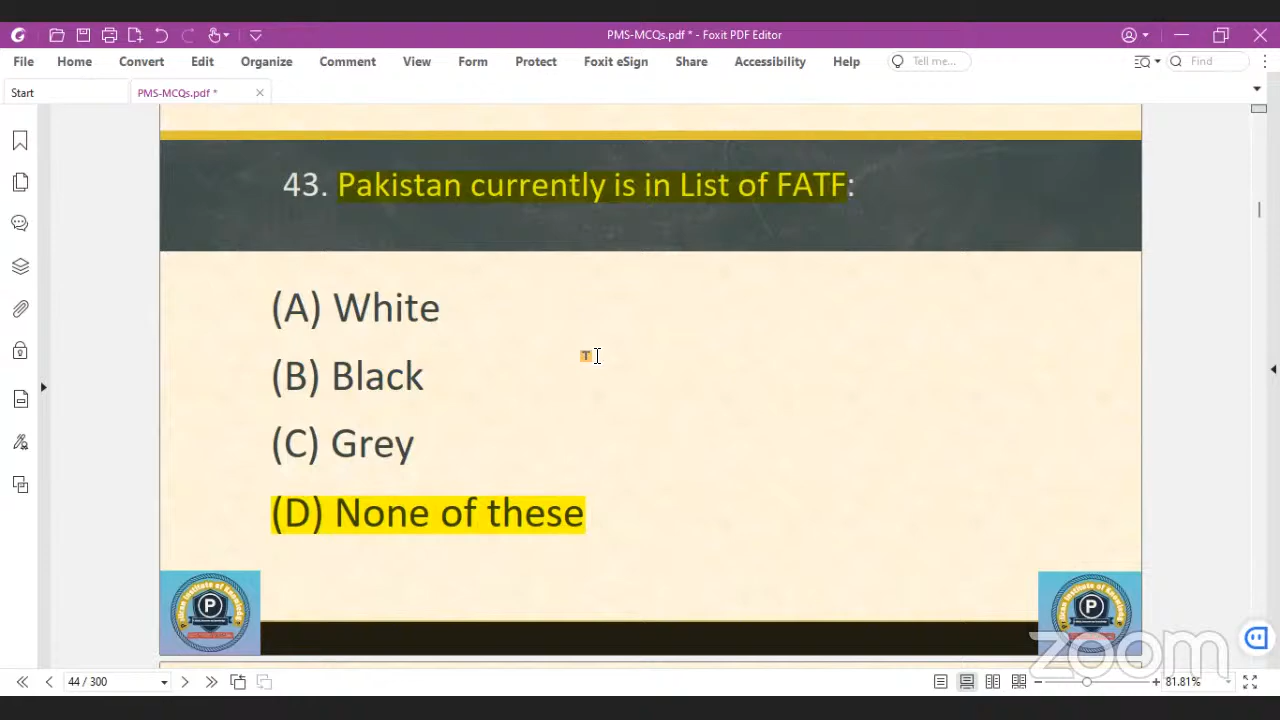 PMS-MCQs.pdf * - Foxit PDF Editor
File Home Convert Edit Organize Comment View Form Protect Foxit eSign Share Accessibility Help Tell me... Find
Start PMS-MCQs.pdf *
43. Pakistan currently is in List of FATF:
(A) White
(B) Black
(C) Grey
(D) None of these
P
P
zoom
44 / 300 81.81%